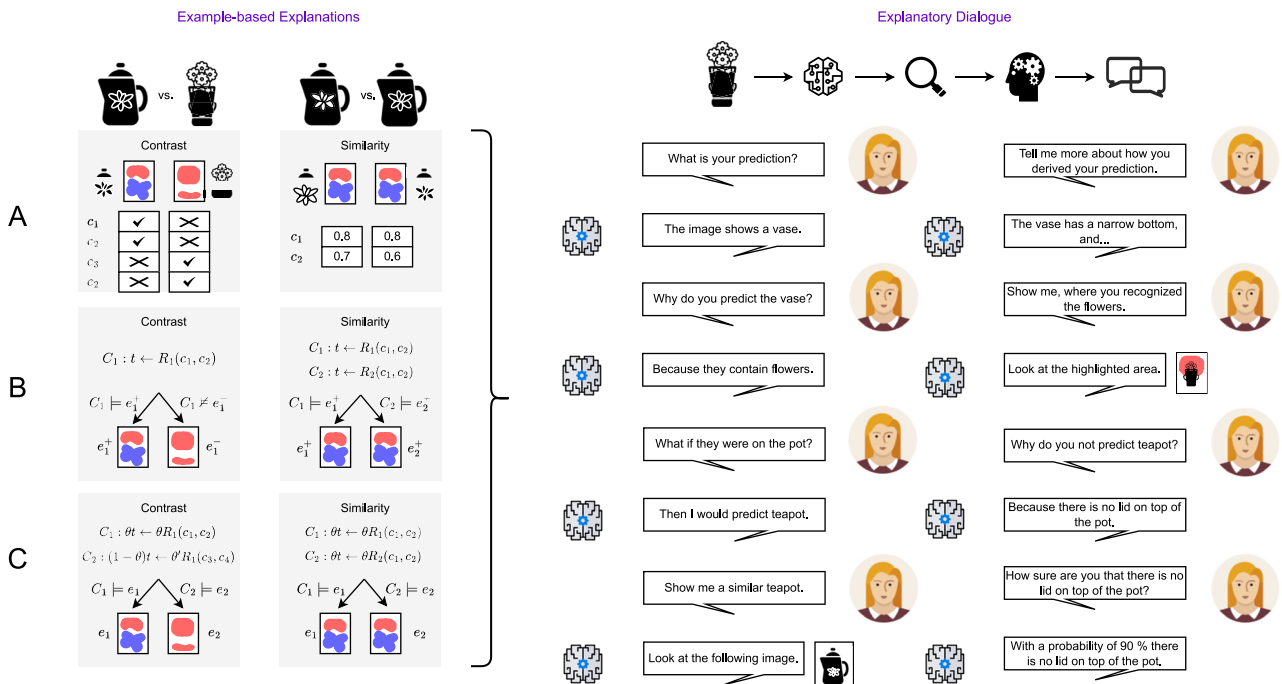 Example-based Explanations
Explanatory Dialogue
vs.
vs.
A
Contrast
c₁
c₂
c₃
c₂
Similarity
c₁ 0.8 0.8
c₂ 0.7 0.6
B
Contrast
C₁ : t ← R₁(c₁, c₂)
C₁ ⊨ e₁⁺ C₁ ⊭ e₁⁻
e₁⁺ e₁⁻
Similarity
C₁ : t ← R₁(c₁, c₂)
C₂ : t ← R₂(c₁, c₂)
C₁ ⊨ e₁⁺ C₂ ⊨ e₂⁺
e₁⁺ e₂⁺
C
Contrast
C₁ : θt ← θR₁(c₁, c₂)
C₂ : (1 − θ)t ← θ′R₁(c₃, c₄)
C₁ ⊨ e₁ C₂ ⊨ e₂
e₁ e₂
Similarity
C₁ : θt ← θR₁(c₁, c₂)
C₂ : θt ← θR₂(c₁, c₂)
C₁ ⊨ e₁ C₂ ⊨ e₂
e₁ e₂
What is your prediction?
The image shows a vase.
Why do you predict the vase?
Because they contain flowers.
What if they were on the pot?
Then I would predict teapot.
Show me a similar teapot.
Look at the following image.
Tell me more about how you
derived your prediction.
The vase has a narrow bottom,
and...
Show me, where you recognized
the flowers.
Look at the highlighted area.
Why do you not predict teapot?
Because there is no lid on top of
the pot.
How sure are you that there is no
lid on top of the pot?
With a probability of 90 % there
is no lid on top of the pot.